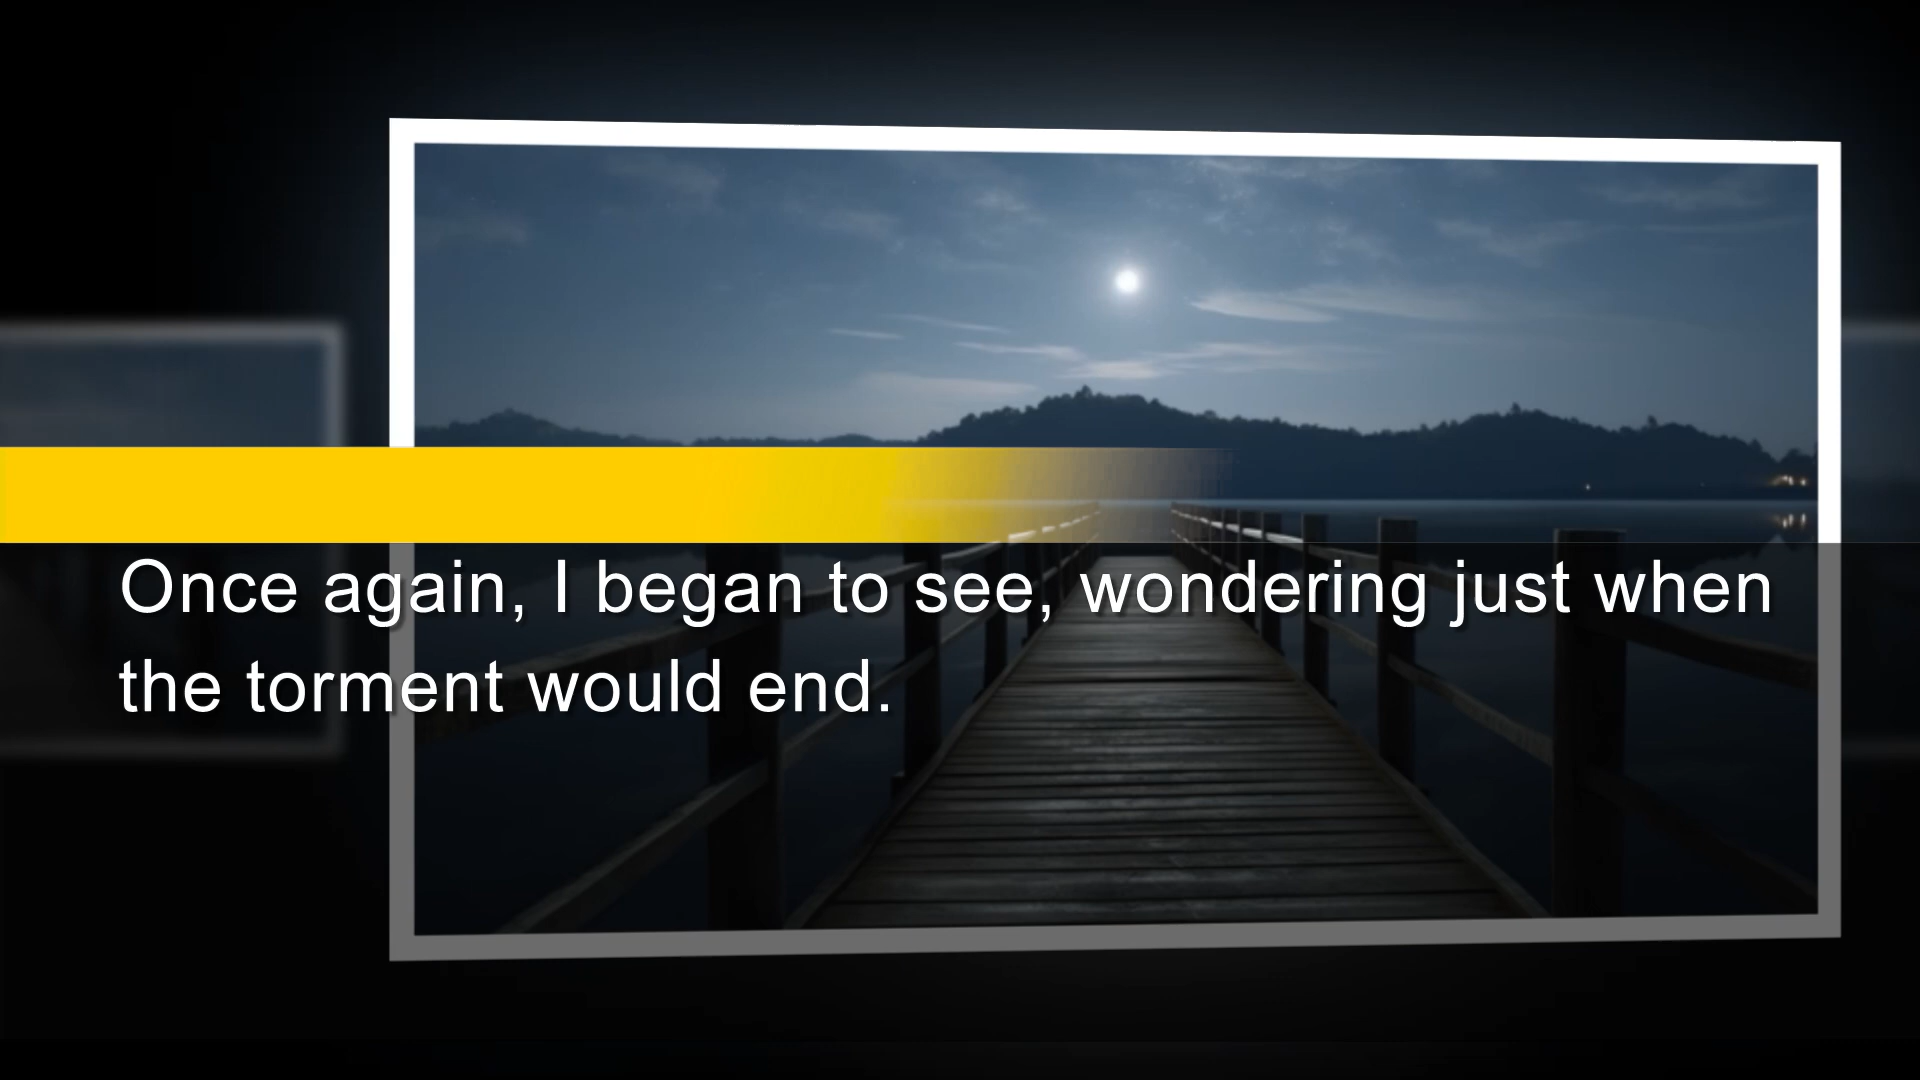 Once again, I began to see, wondering just when
the torment would end.